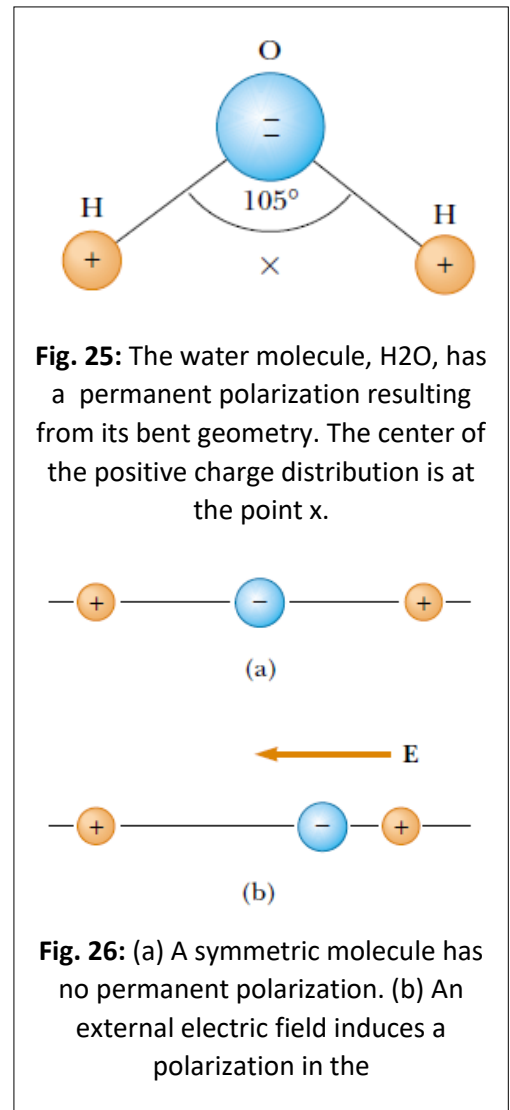 O
H
105°
H
+
+
×
Fig. 25: The water molecule, H2O, has
a permanent polarization resulting
from its bent geometry. The center of
the positive charge distribution is at
the point x.
+ − +
(a)
E
+ − +
(b)
Fig. 26: (a) A symmetric molecule has
no permanent polarization. (b) An
external electric field induces a
polarization in the